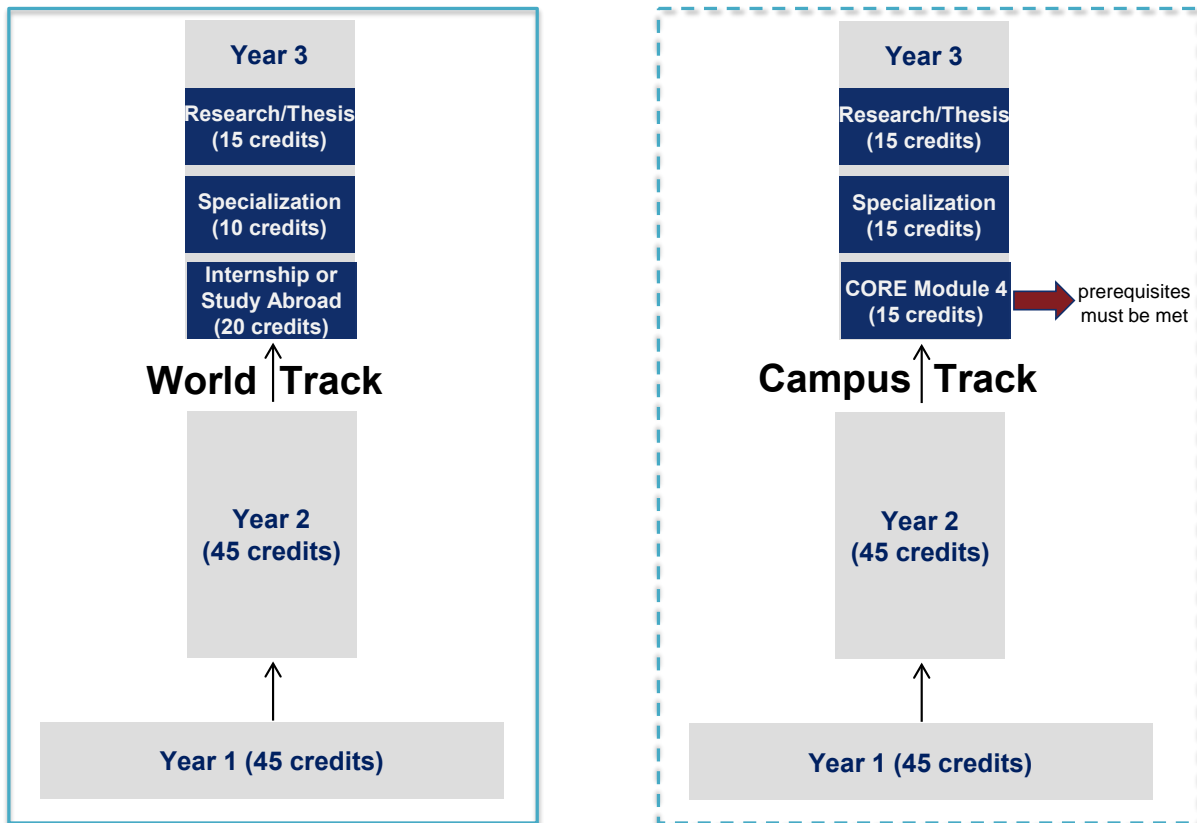 Year 3
Research/Thesis
(15 credits)
Specialization
(10 credits)
Internship or
Study Abroad
(20 credits)
World Track
Year 2
(45 credits)
Year 1 (45 credits)
Year 3
Research/Thesis
(15 credits)
Specialization
(15 credits)
CORE Module 4
(15 credits)
prerequisites
must be met
Campus Track
Year 2
(45 credits)
Year 1 (45 credits)